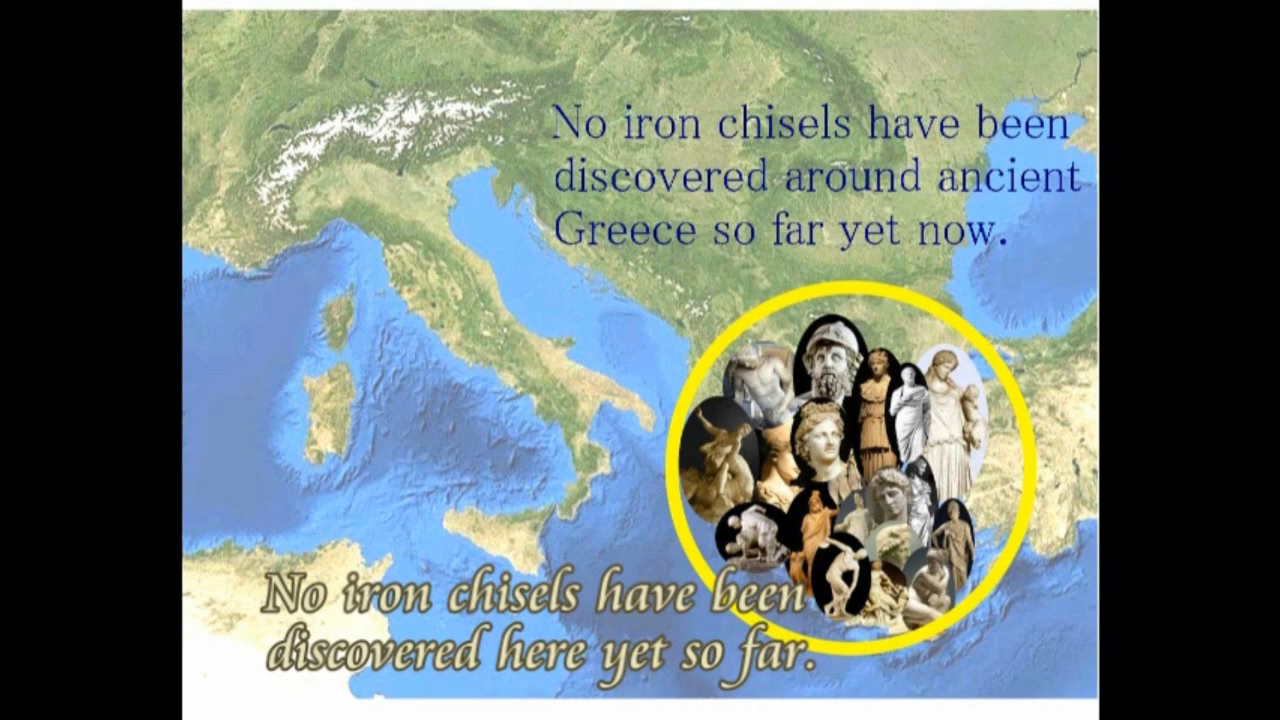 No iron chisels have been
discovered around ancient
Greece so far yet now.
No iron chisels have been
discovered here yet so far.